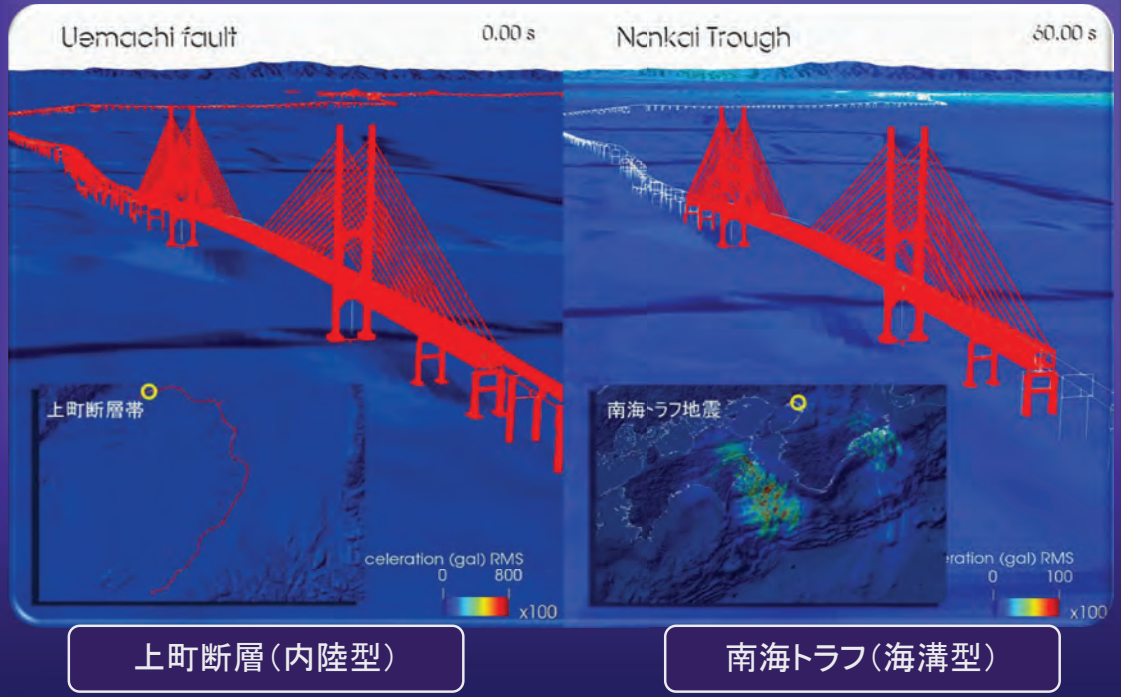 Uemachi fault
0.00 s
Nankai Trough
60.00 s
上町断層帯
celeration (gal) RMS
0 800
x100
南海トラフ地震
eration (gal) RMS
0 100
x100
上町断層（内陸型）
南海トラフ（海溝型）